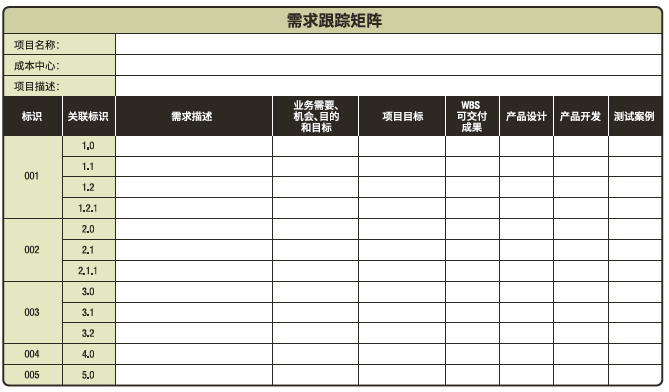 需求跟踪矩阵
项目名称：
成本中心：
项目描述：
标识 关联标识 需求描述 业务需要、机会、目的和目标 项目目标 WBS可交付成果 产品设计 产品开发 测试案例
001 1.0
1.1
1.2
1.2.1
002 2.0
2.1
2.1.1
003 3.0
3.1
3.2
004 4.0
005 5.0